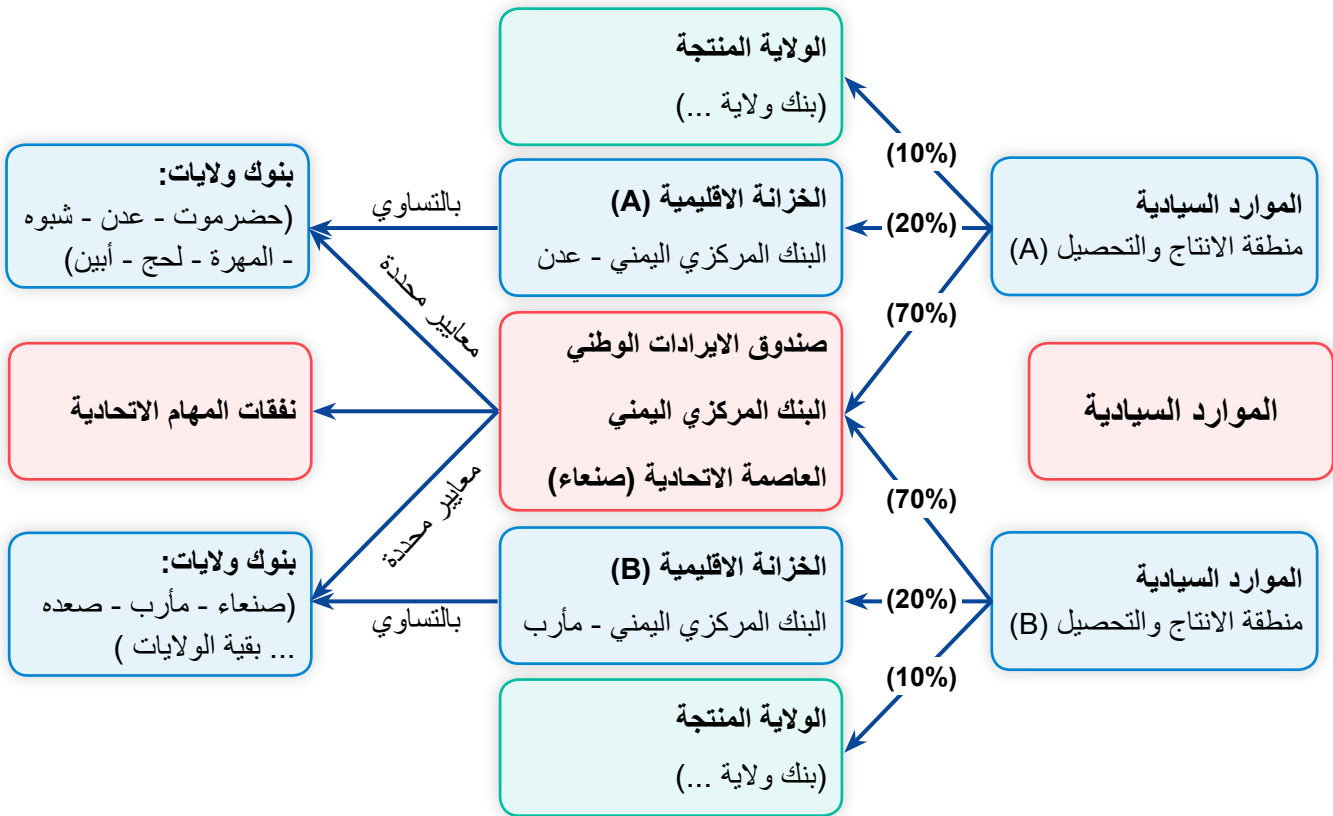 الولاية المنتجة
(بنك ولاية ...)
(10%)
الموارد السيادية
منطقة الانتاج والتحصيل (A)
(20%)
الخزانة الاقليمية (A)
البنك المركزي اليمني - عدن
بالتساوي
بنوك ولايات:
(حضرموت - عدن - شبوه
- المهرة - لحج - أبين)
(70%)
معايير محددة
الموارد السيادية
صندوق الايرادات الوطني
البنك المركزي اليمني
العاصمة الاتحادية (صنعاء)
نفقات المهام الاتحادية
(70%)
معايير محددة
الموارد السيادية
منطقة الانتاج والتحصيل (B)
(20%)
الخزانة الاقليمية (B)
البنك المركزي اليمني - مأرب
بالتساوي
بنوك ولايات:
(صنعاء - مأرب - صعده
... بقية الولايات )
(10%)
الولاية المنتجة
(بنك ولاية ...)